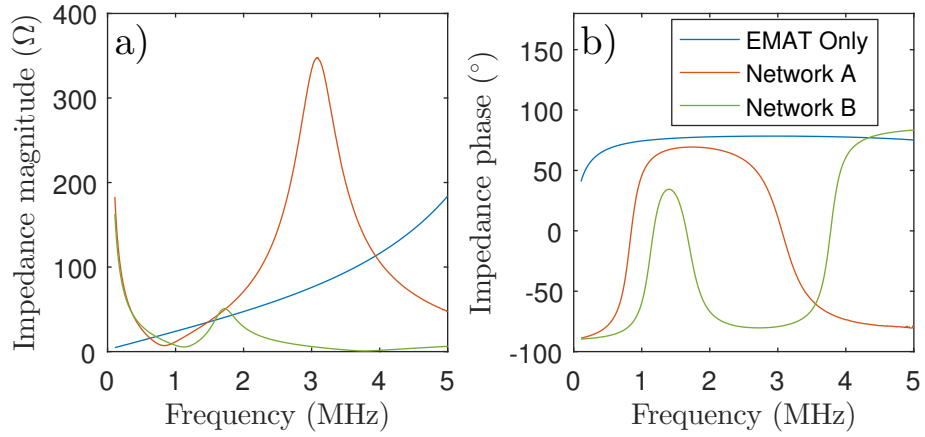 a)
400
300
200
100
0
Impedance magnitude (Ω)
0 1 2 3 4 5
Frequency (MHz)
b)
EMAT Only
Network A
Network B
150
100
50
0
-50
-100
Impedance phase (°)
0 1 2 3 4 5
Frequency (MHz)